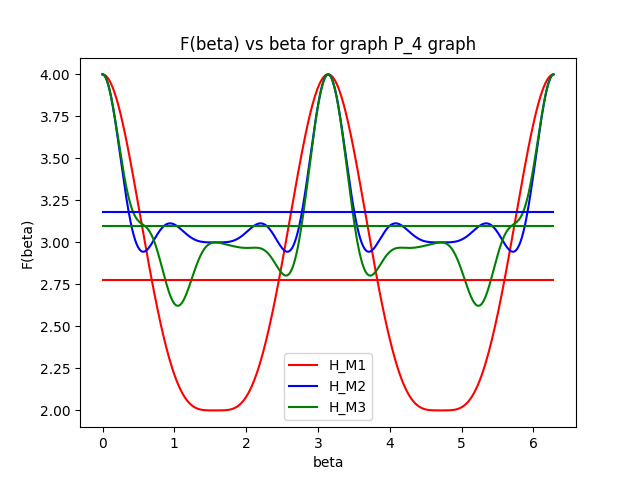 F(beta) vs beta for graph P_4 graph
F(beta)
4.00
3.75
3.50
3.25
3.00
2.75
2.50
2.25
2.00
H_M1
H_M2
H_M3
0 1 2 3 4 5 6
beta